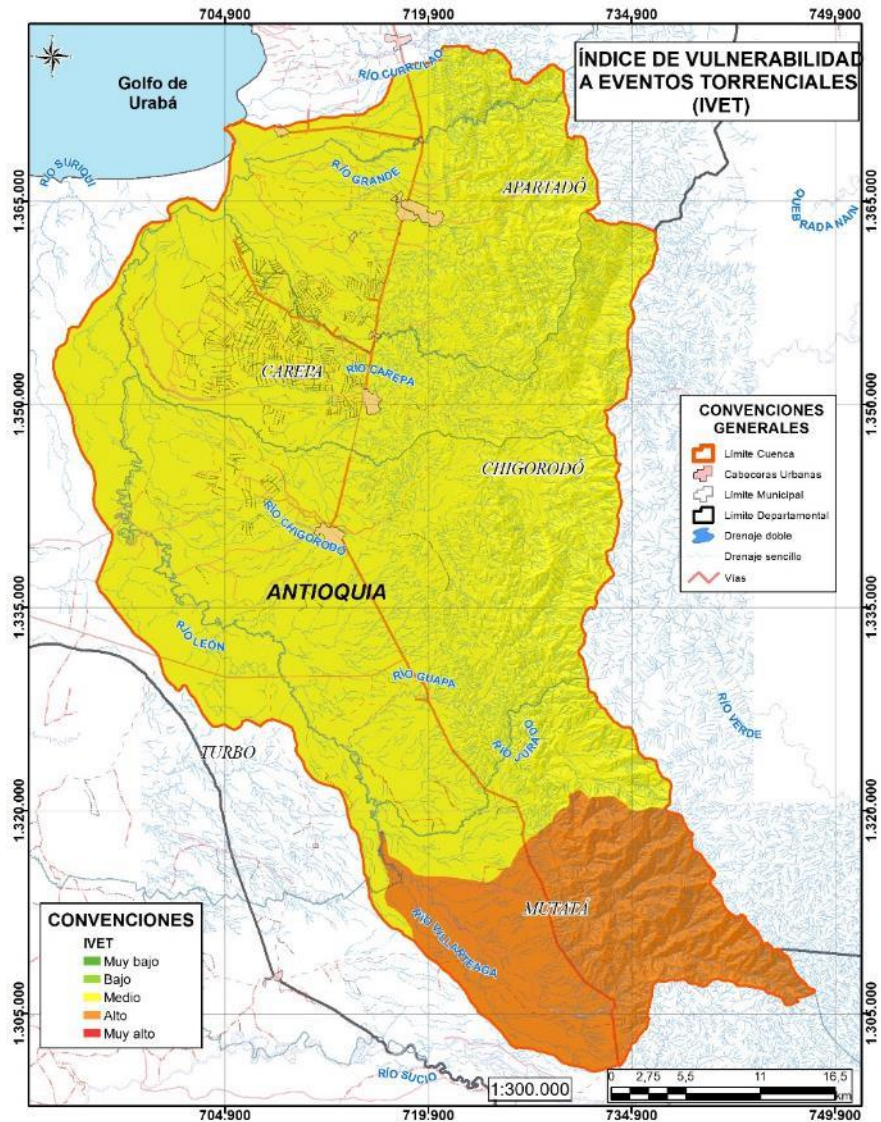 704.900 719.900 734.900 749.900
ÍNDICE DE VULNERABILIDAD
A EVENTOS TORRENCIALES
(IVET)
Golfo de
Urabá
RÍO CURRULAO
RÍO SURIQUI
RÍO GRANDE
APARTADÓ
QUEBRADA NAIN
1.365.000
1.365.000
CAREPA
RÍO CAREPA
1.350.000
1.350.000
CHIGORODÓ
RÍO CHIGORODÓ
CONVENCIONES
GENERALES
Límite Cuenca
Cabeceras Urbanas
Límite Municipal
Límite Departamental
Drenaje doble
Drenaje sencillo
Vías
ANTIOQUIA
1.335.000
1.335.000
RÍO LEÓN
RÍO GUAPA
RÍO VERDE
RÍO JURADO
TURBO
1.320.000
1.320.000
MUTATÁ
RÍO VILLARTEAGA
CONVENCIONES
IVET
Muy bajo
Bajo
Medio
Alto
Muy alto
1.305.000
1.305.000
RÍO SUCIO
1:300.000
0 2,75 5,5 11 16,5
km
704.900 719.900 734.900 749.900